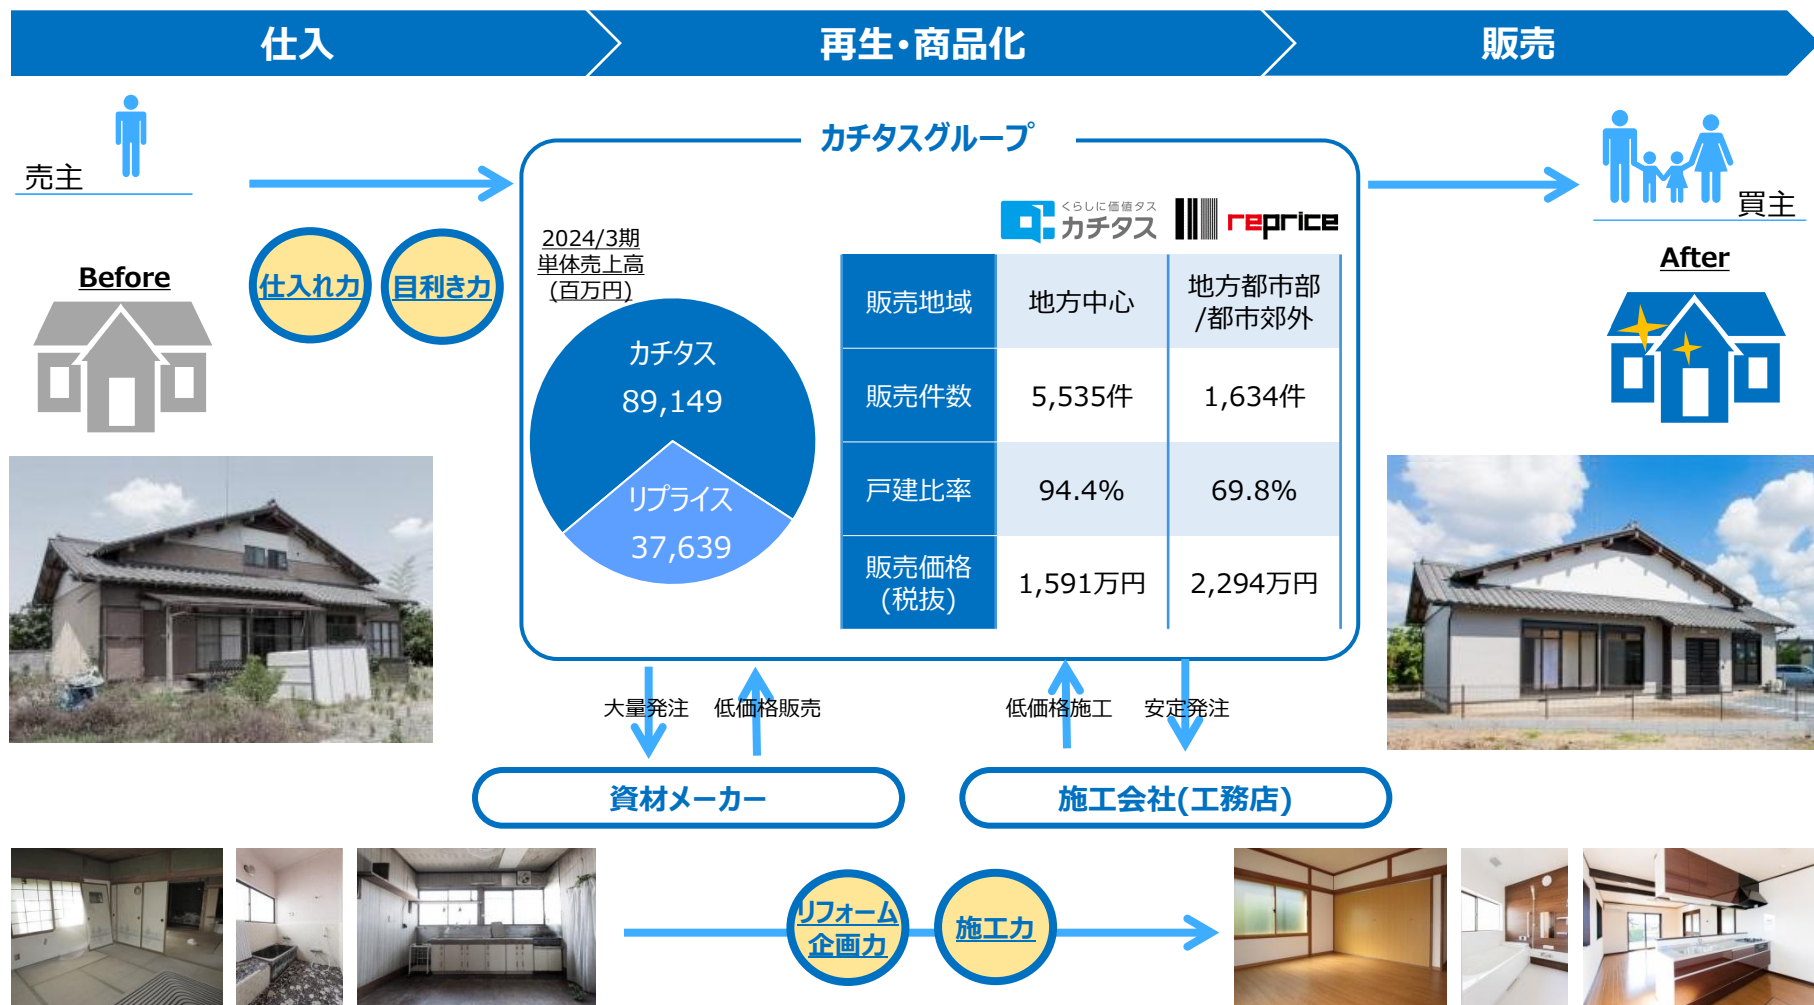 仕入
再生・商品化
販売
売主
カチタスグループ
買主
仕入れ力
目利き力
Before
After
2024/3期
単体売上高
(百万円)
カチタス
89,149
リプライス
37,639
くらしに価値タス
カチタス
reprice
販売地域
地方中心
地方都市部
/都市郊外
販売件数
5,535件
1,634件
戸建比率
94.4%
69.8%
販売価格
(税抜)
1,591万円
2,294万円
大量発注
低価格販売
低価格施工
安定発注
資材メーカー
施工会社(工務店)
リフォーム
企画力
施工力